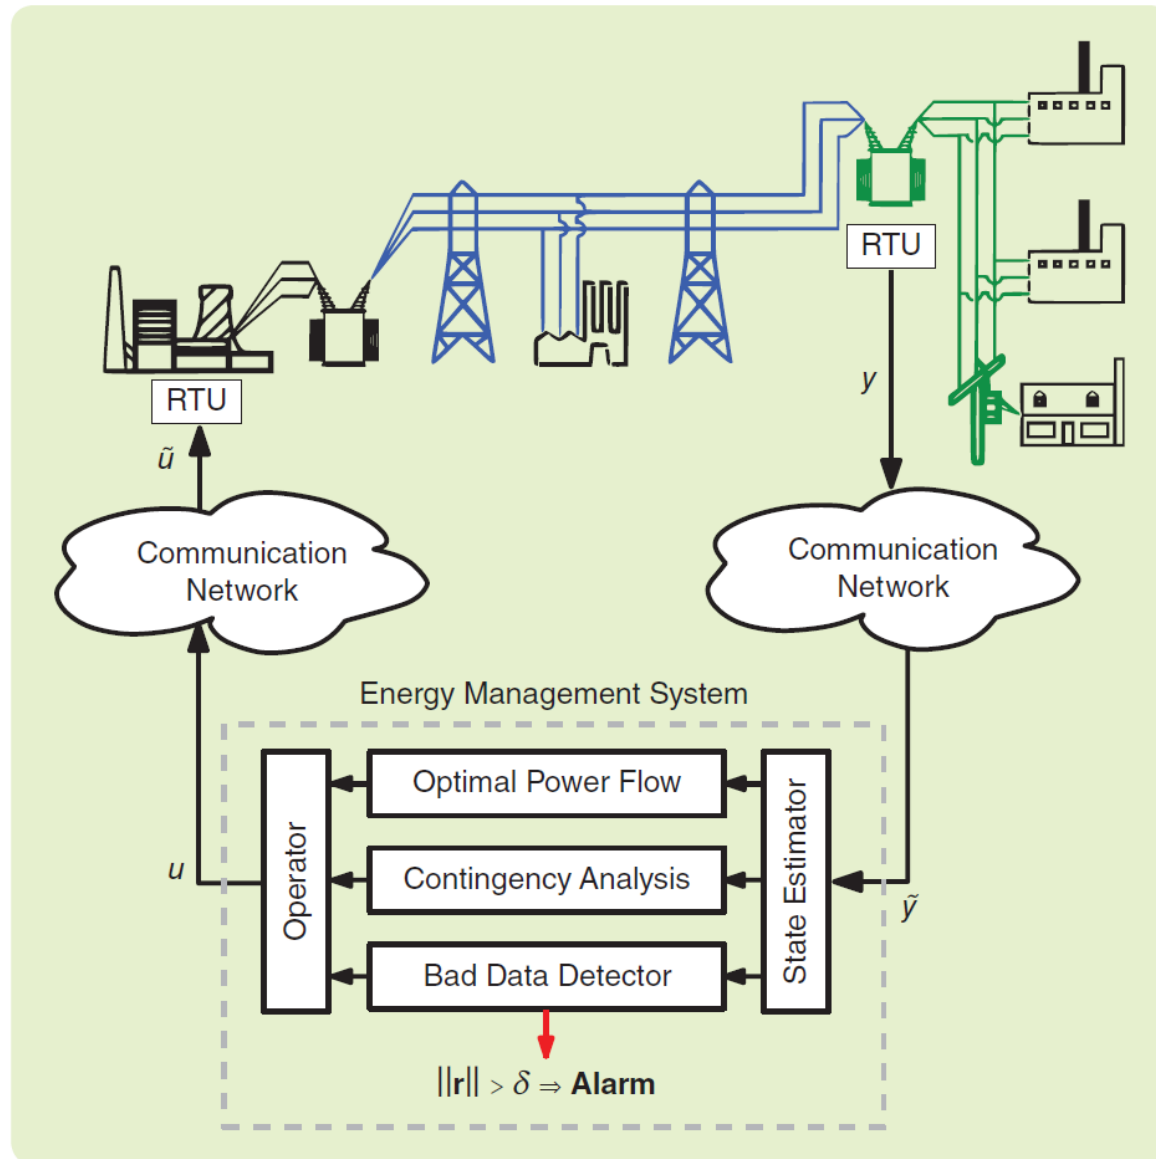 RTU
RTU
y
ũ
Communication
Network
Communication
Network
Energy Management System
Optimal Power Flow
Operator
State Estimator
Contingency Analysis
u
ỹ
Bad Data Detector
||r|| > δ ⇒ Alarm